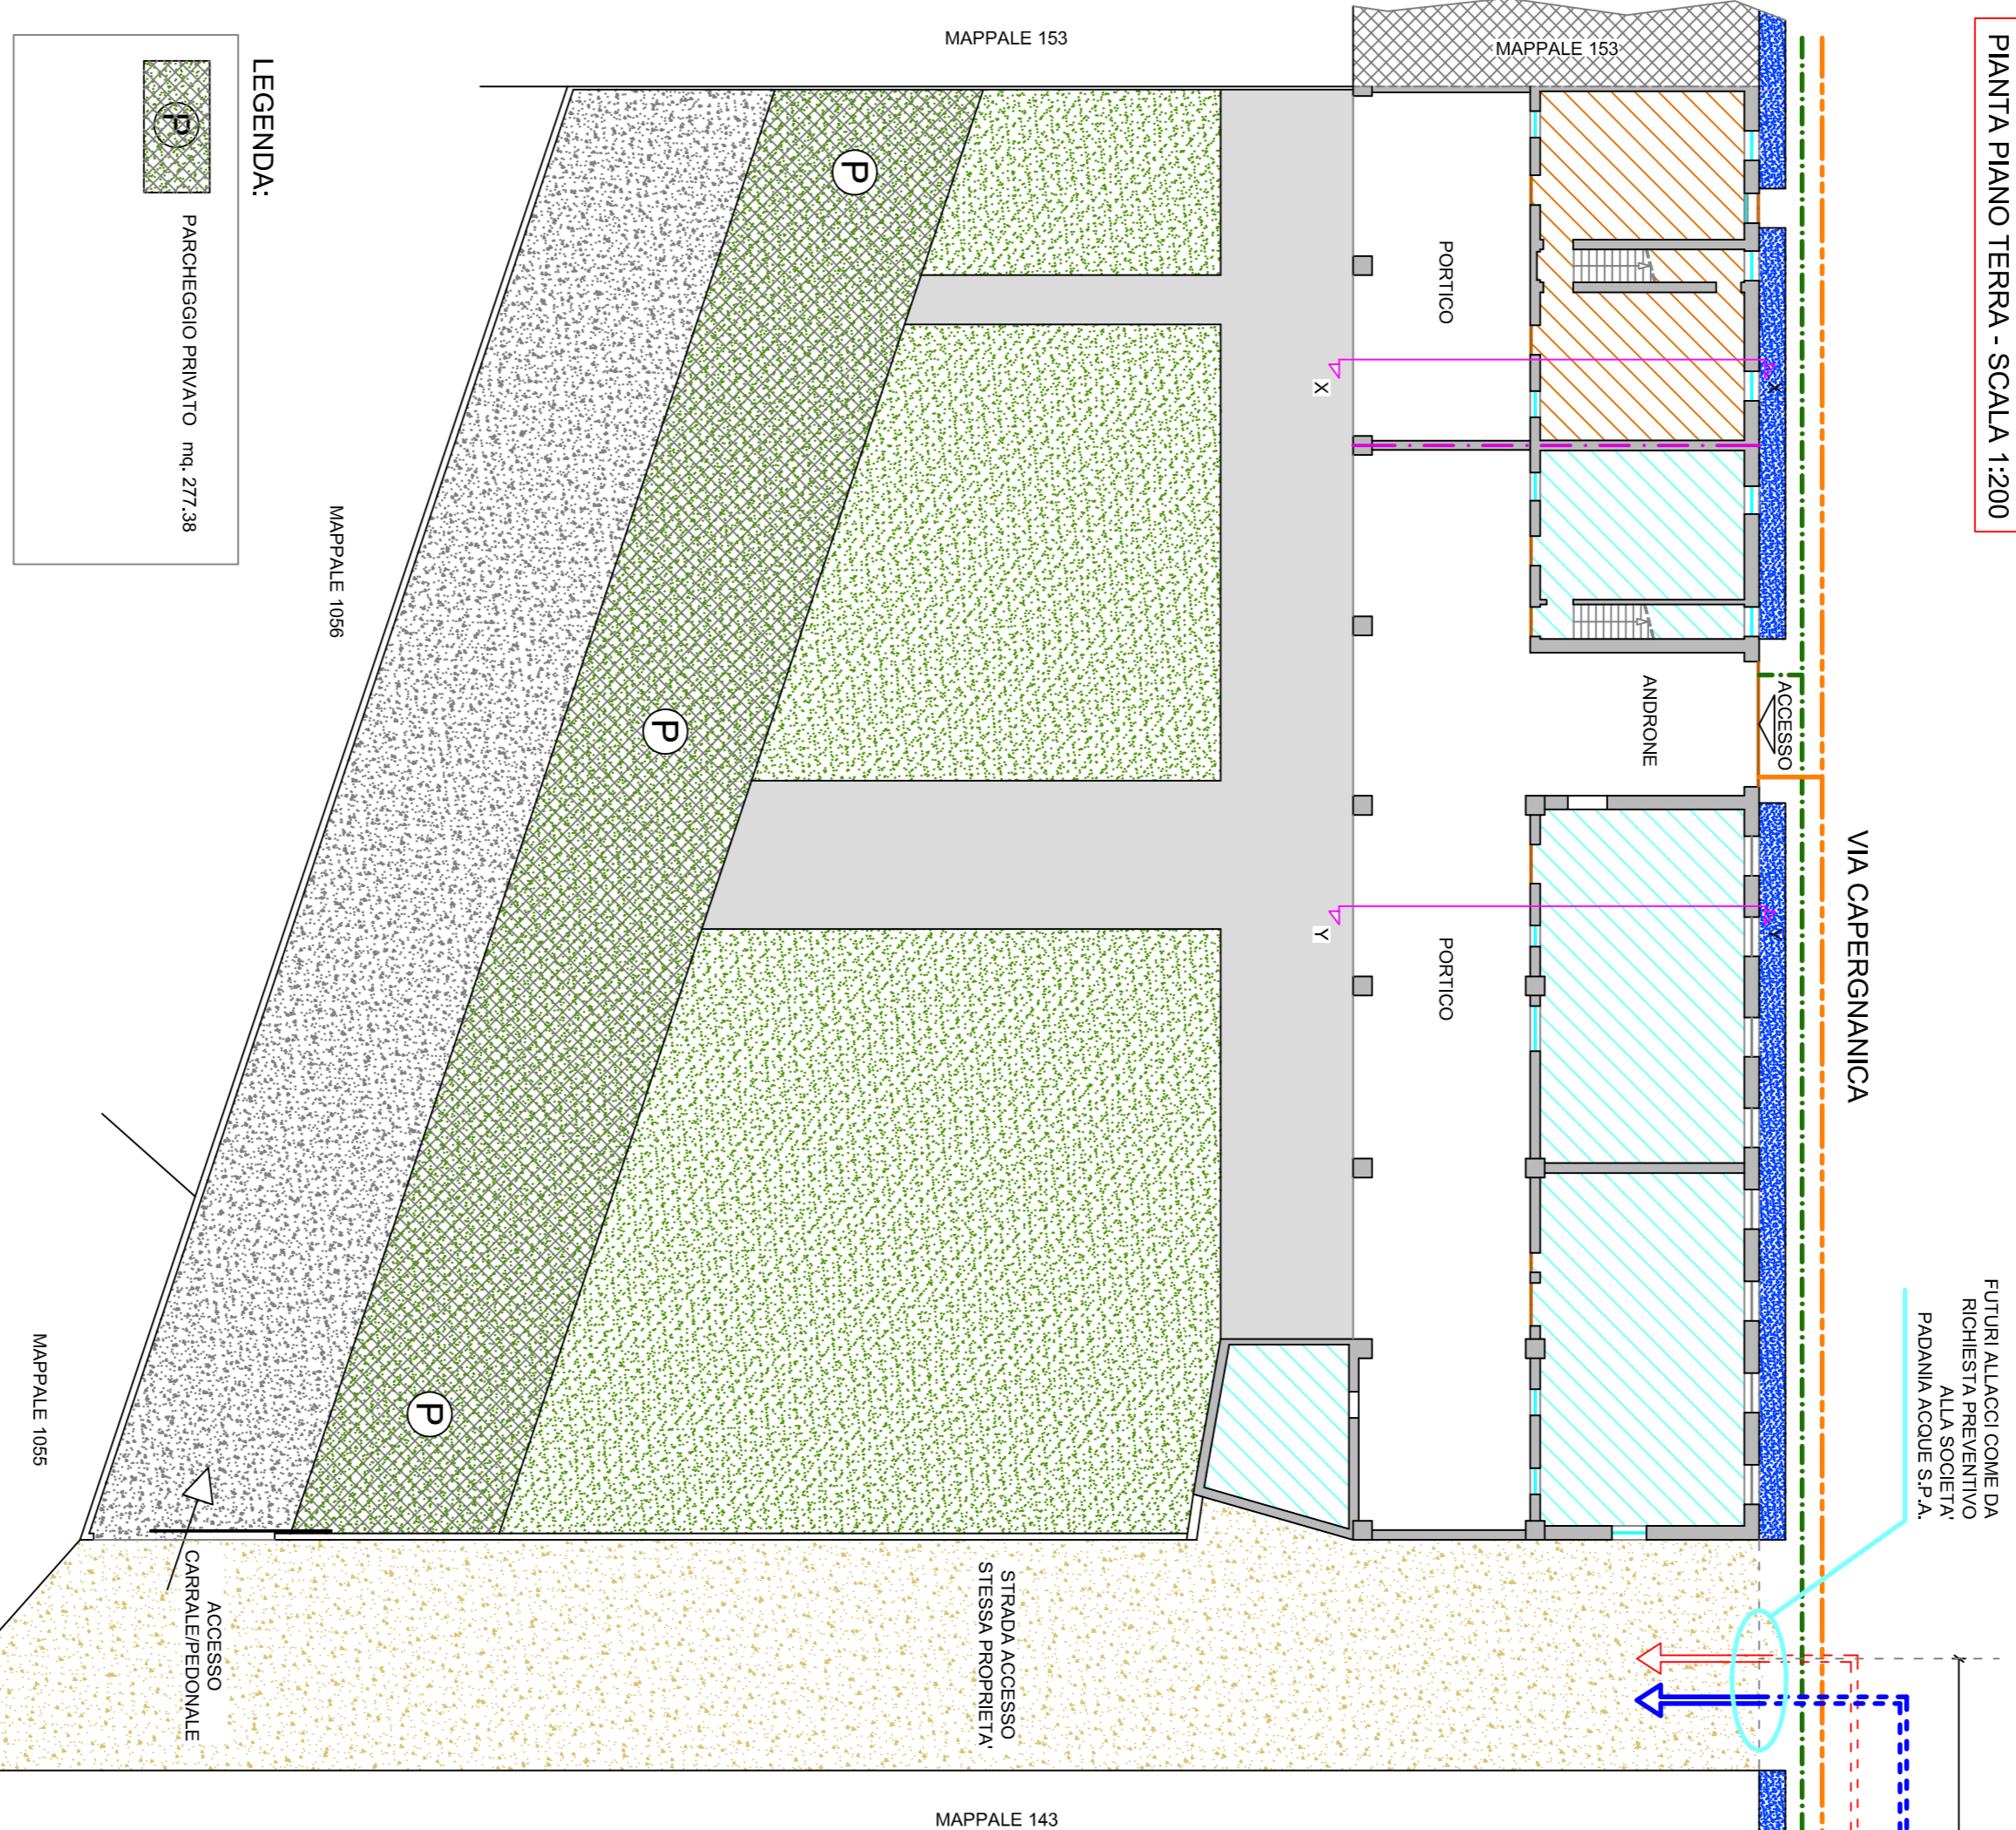 PIANTA PIANO TERRA - SCALA 1:200
VIA CAPERGNANICA
FUTURI ALLACCI COME DA
RICHIESTA PREVENTIVO
ALLA SOCIETA'
PADANIA ACQUE S.P.A.
MAPPALE 153
MAPPALE 153
ACCESSO
ANDRONE
PORTICO
PORTICO
X
X
Y
Y
P
P
P
STRADA ACCESSO
STESSA PROPRIETA'
ACCESSO
CARRALE/PEDONALE
MAPPALE 143
MAPPALE 1056
MAPPALE 1055
LEGENDA:
P
PARCHEGGIO PRIVATO mq. 277.38